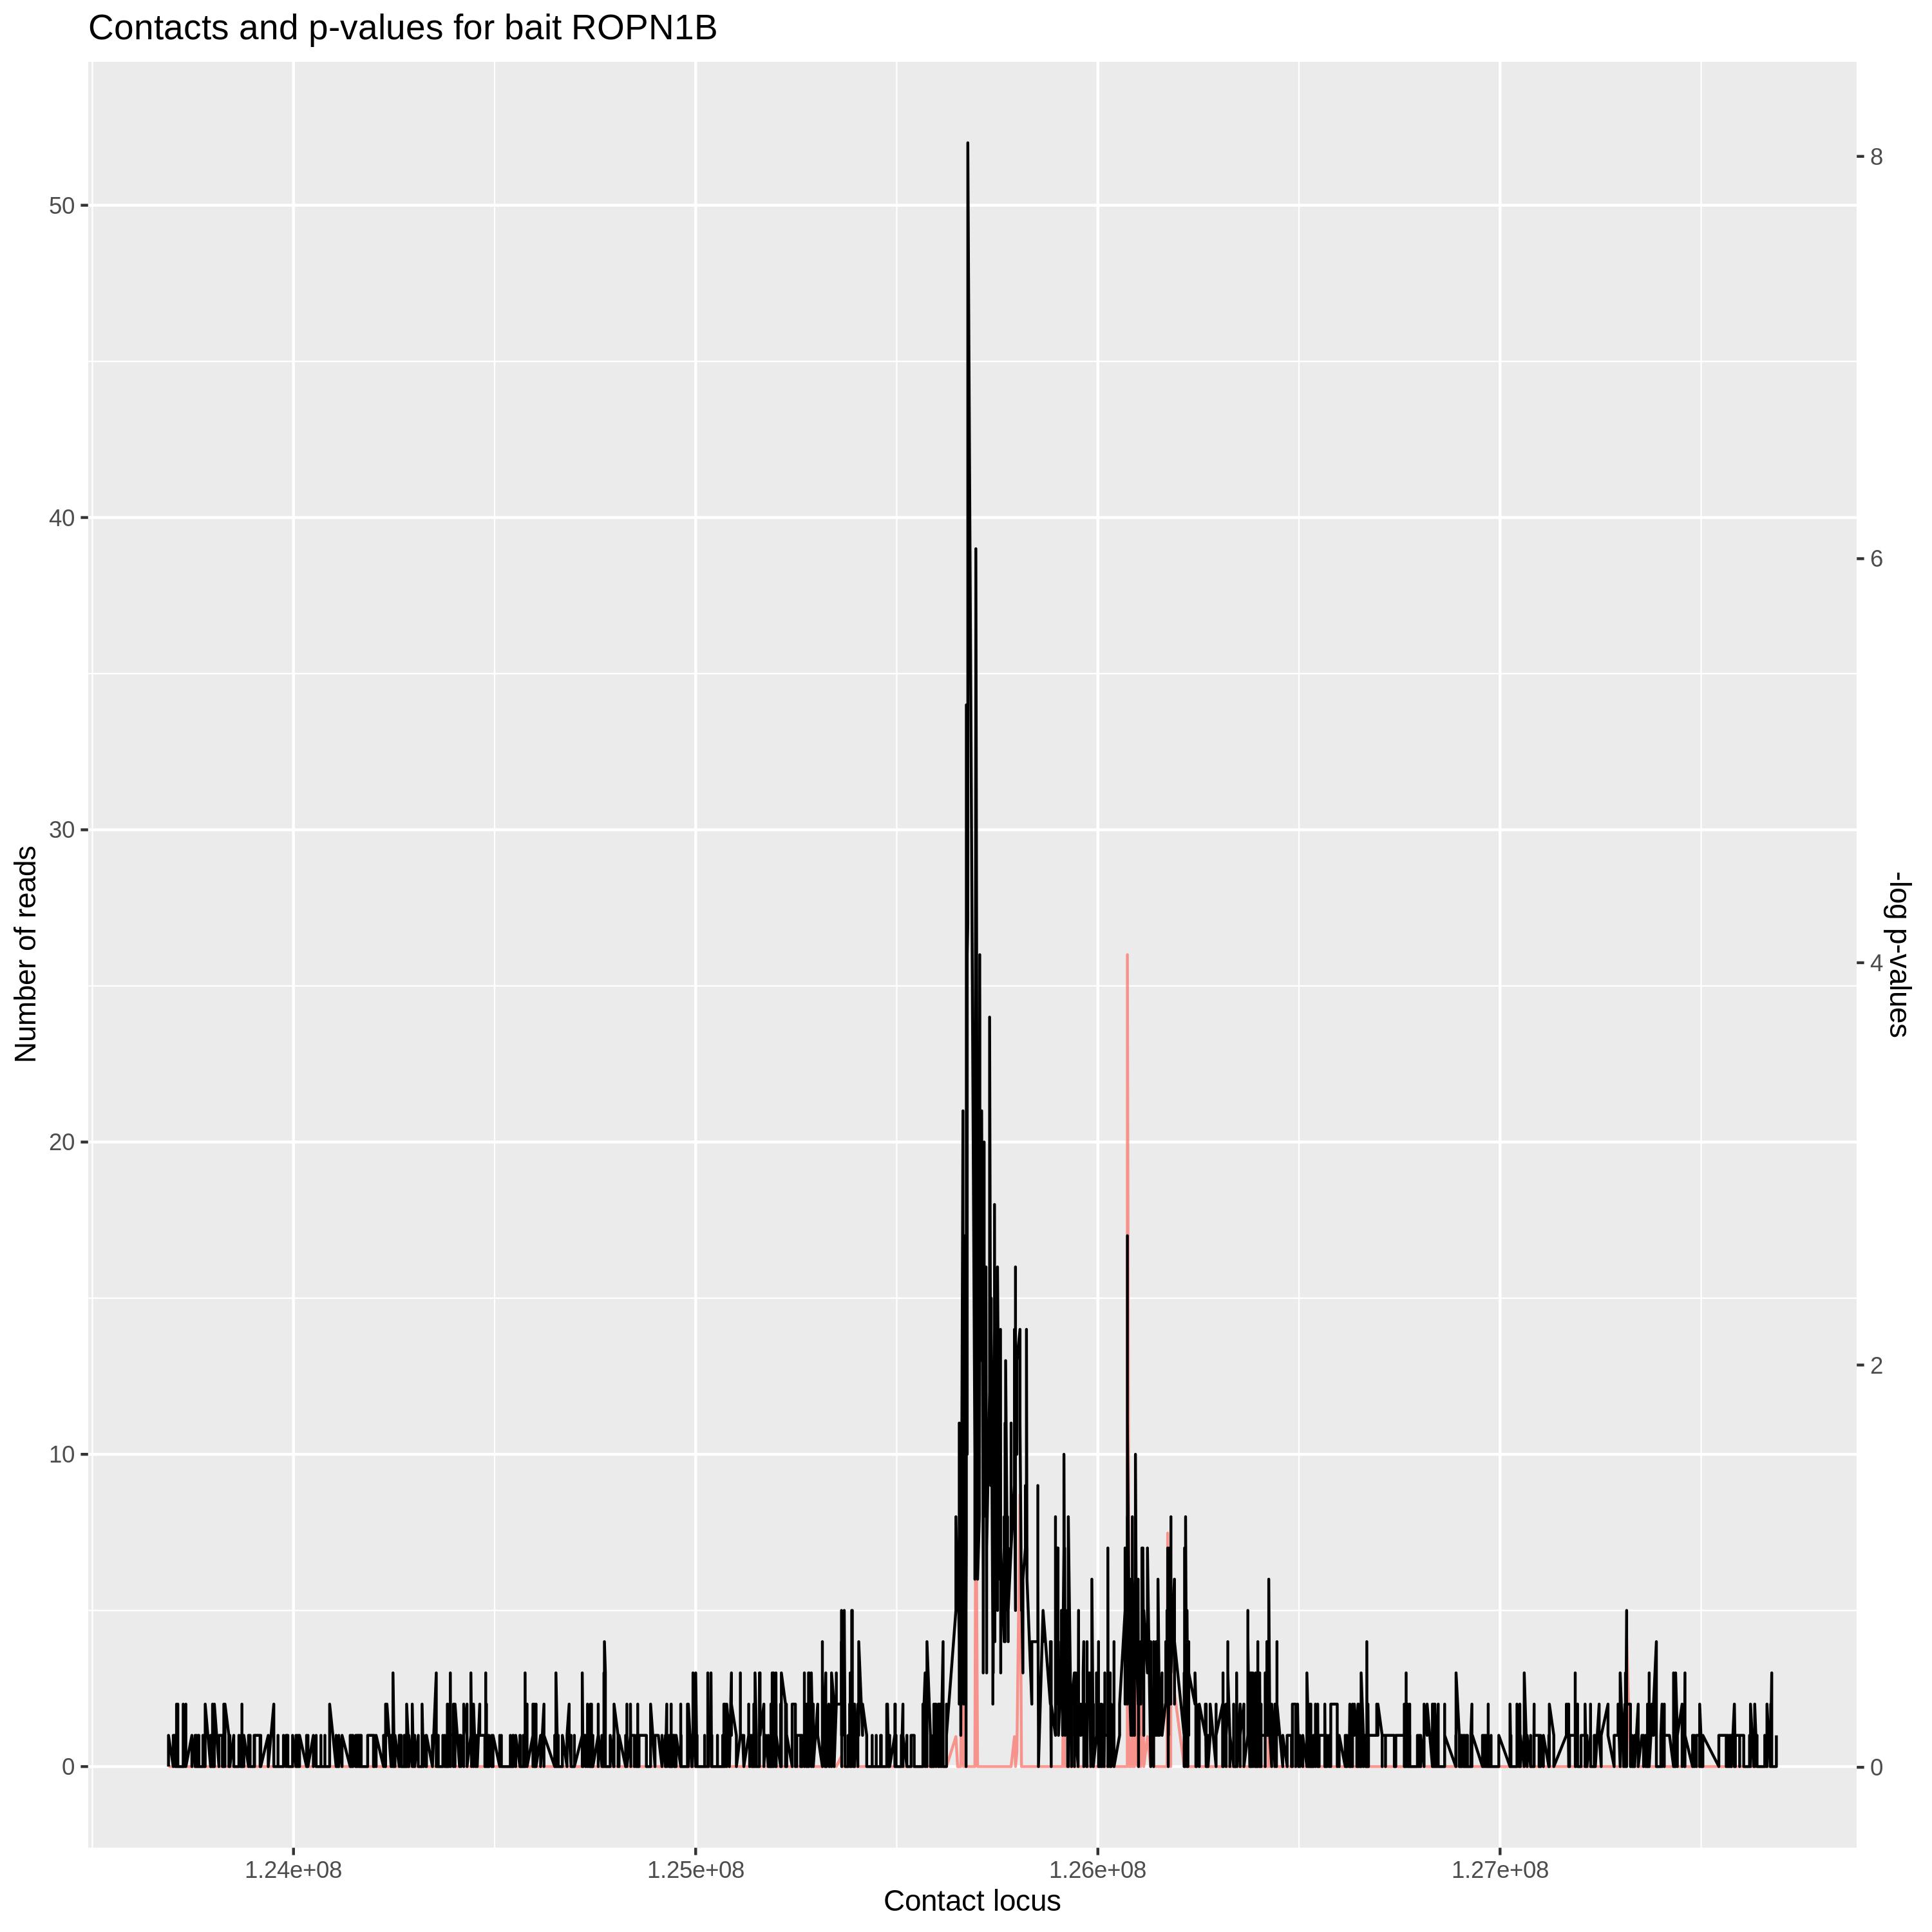 Contacts and p-values for bait ROPN1B
50
40
30
20
10
0
Number of reads
8
6
4
2
0
-log p-values
1.24e+08
1.25e+08
1.26e+08
1.27e+08
Contact locus